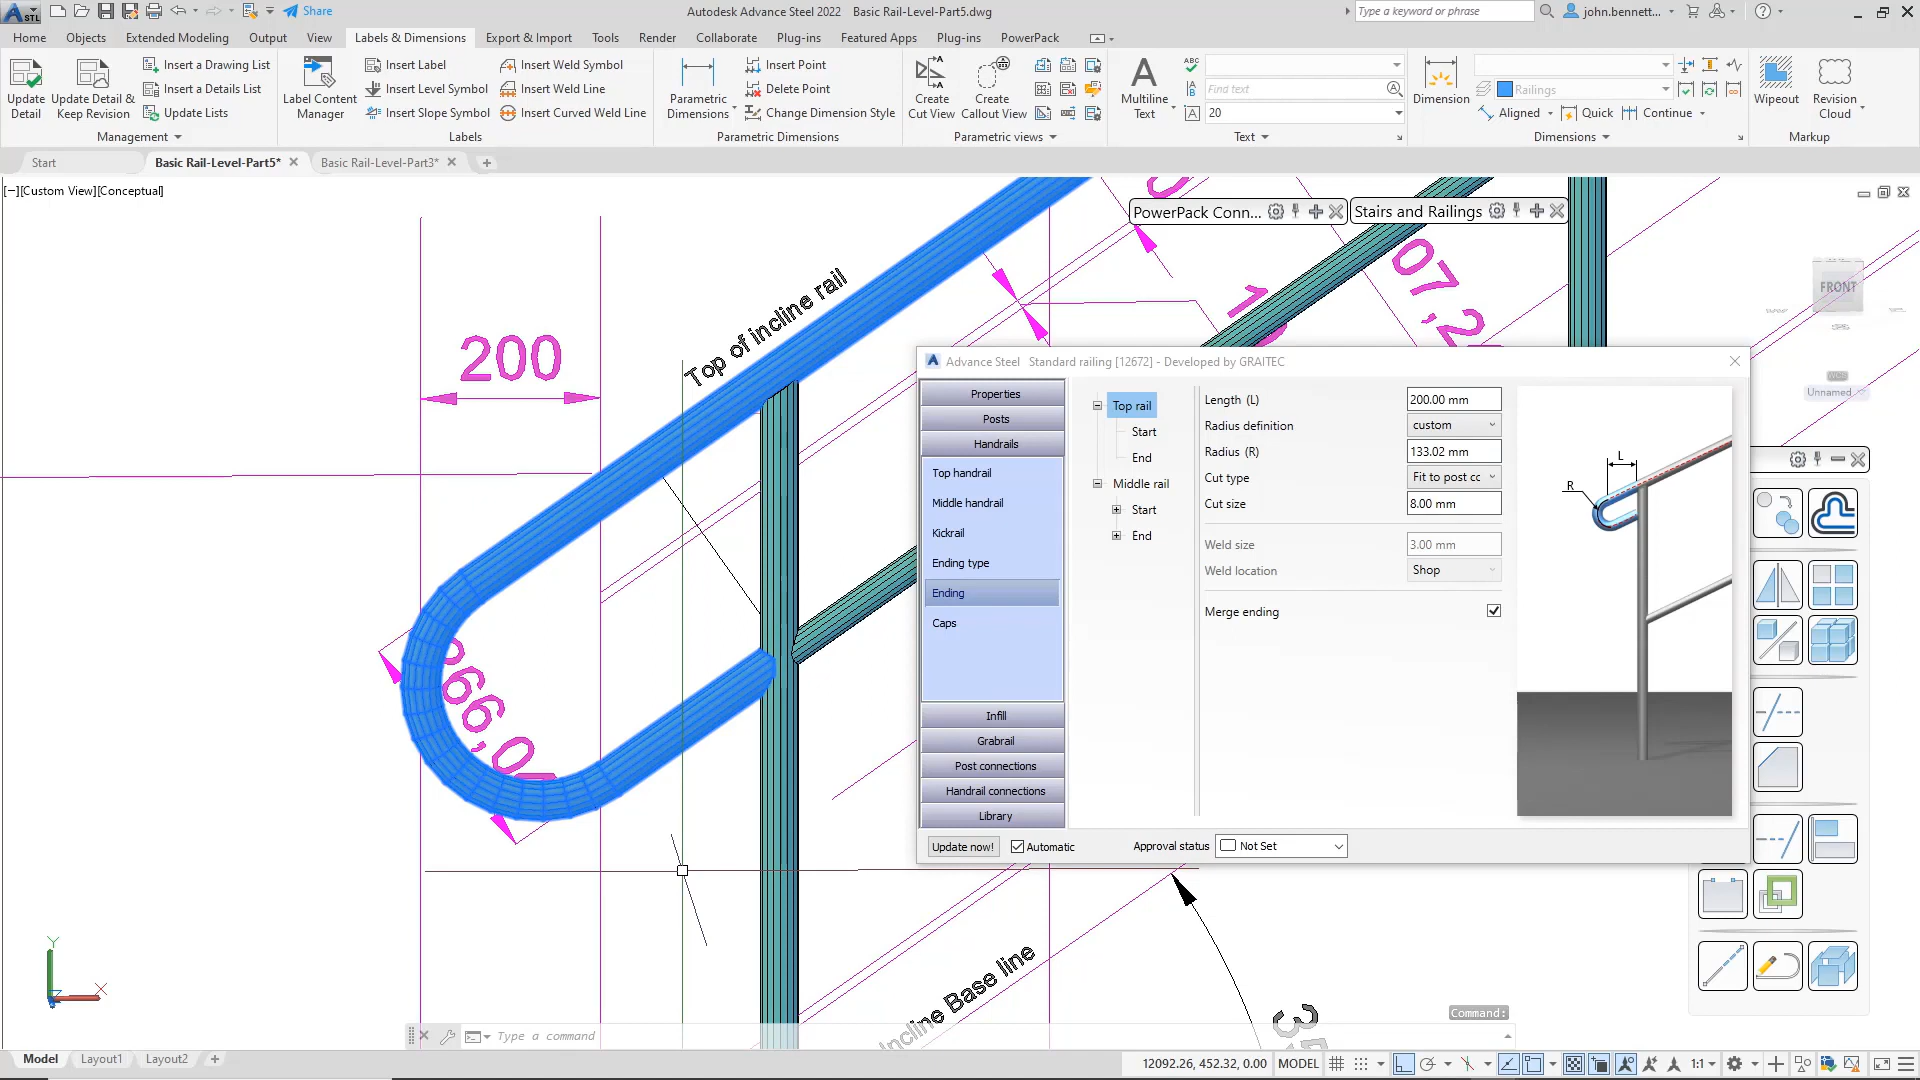 STL
Share
Autodesk Advance Steel 2022 Basic Rail-Level-Part5.dwg
Type a keyword or phrase
john.bennett...
Home Objects Extended Modeling Output View Labels & Dimensions Export & Import Tools Render Collaborate Plug-ins Featured Apps Plug-ins PowerPack
Update Detail
Update Detail & Keep Revision
Insert a Drawing List
Insert a Details List
Update Lists
Label Content Manager
Insert Label
Insert Level Symbol
Insert Slope Symbol
Insert Weld Symbol
Insert Weld Line
Insert Curved Weld Line
Parametric Dimensions
Insert Point
Delete Point
Change Dimension Style
Create Cut View
Create Callout View
Multiline Text
ABC
Find text
20
Dimension
Railings
Aligned
Quick
Continue
Wipeout
Revision Cloud
Management Labels Parametric Dimensions Parametric views Text Dimensions Markup
Start
Basic Rail-Level-Part5*
Basic Rail-Level-Part3*
[−][Custom View][Conceptual]
PowerPack Conn...
Stairs and Railings
FRONT
Unnamed
200
Top of incline rail
07,2
1
266,0
Incline Base line
Advance Steel Standard railing [12672] - Developed by GRAITEC
Properties
Posts
Handrails
Top handrail
Middle handrail
Kickrail
Ending type
Ending
Caps
Infill
Grabrail
Post connections
Handrail connections
Library
Top rail
Start
End
Middle rail
Start
End
Length (L) 200.00 mm
Radius definition custom
Radius (R) 133.02 mm
Cut type Fit to post cc
Cut size 8.00 mm
Weld size 3.00 mm
Weld location Shop
Merge ending
L
R
Update now!
Automatic
Approval status Not Set
Y
X
Z
Command:
Type a command
Model Layout1 Layout2
12092.26, 452.32, 0.00 MODEL
1:1